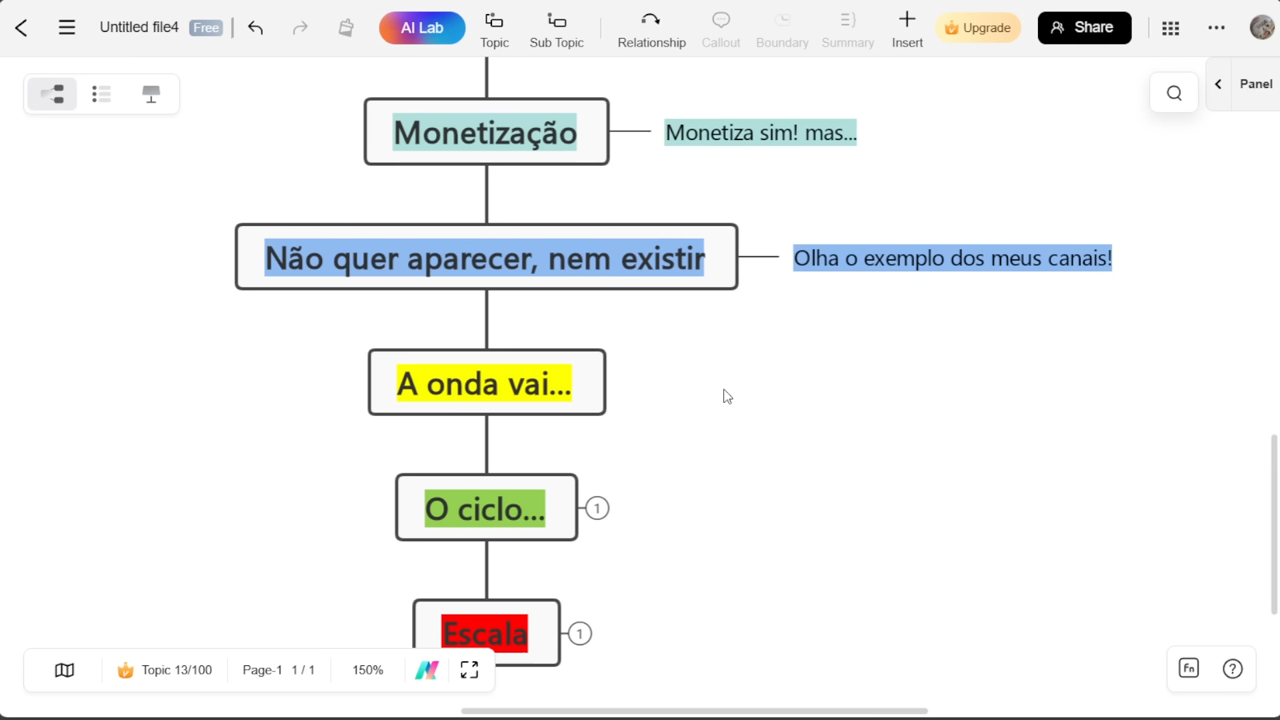 Untitled file4 Free
AI Lab
Topic
Sub Topic
Relationship
Callout
Boundary
Summary
Insert
Upgrade
Share
Panel
Monetização
Monetiza sim! mas...
Não quer aparecer, nem existir
Olha o exemplo dos meus canais!
A onda vai...
O ciclo...
1
Escala
1
Topic 13/100
Page-1 1 / 1
150%
Fn